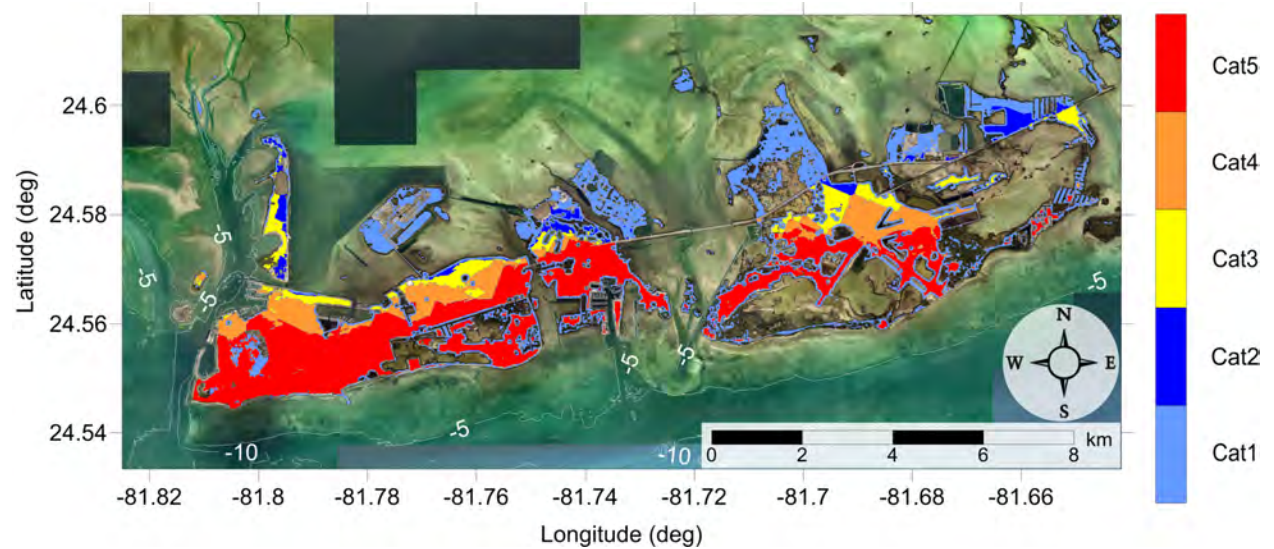 24.6
24.58
24.56
24.54
Latitude (deg)
-5
-5
-5
-5
-5
-5
-5
-10
-10
N
W E
S
km
0 2 4 6 8
-81.82 -81.8 -81.78 -81.76 -81.74 -81.72 -81.7 -81.68 -81.66
Longitude (deg)
Cat5
Cat4
Cat3
Cat2
Cat1